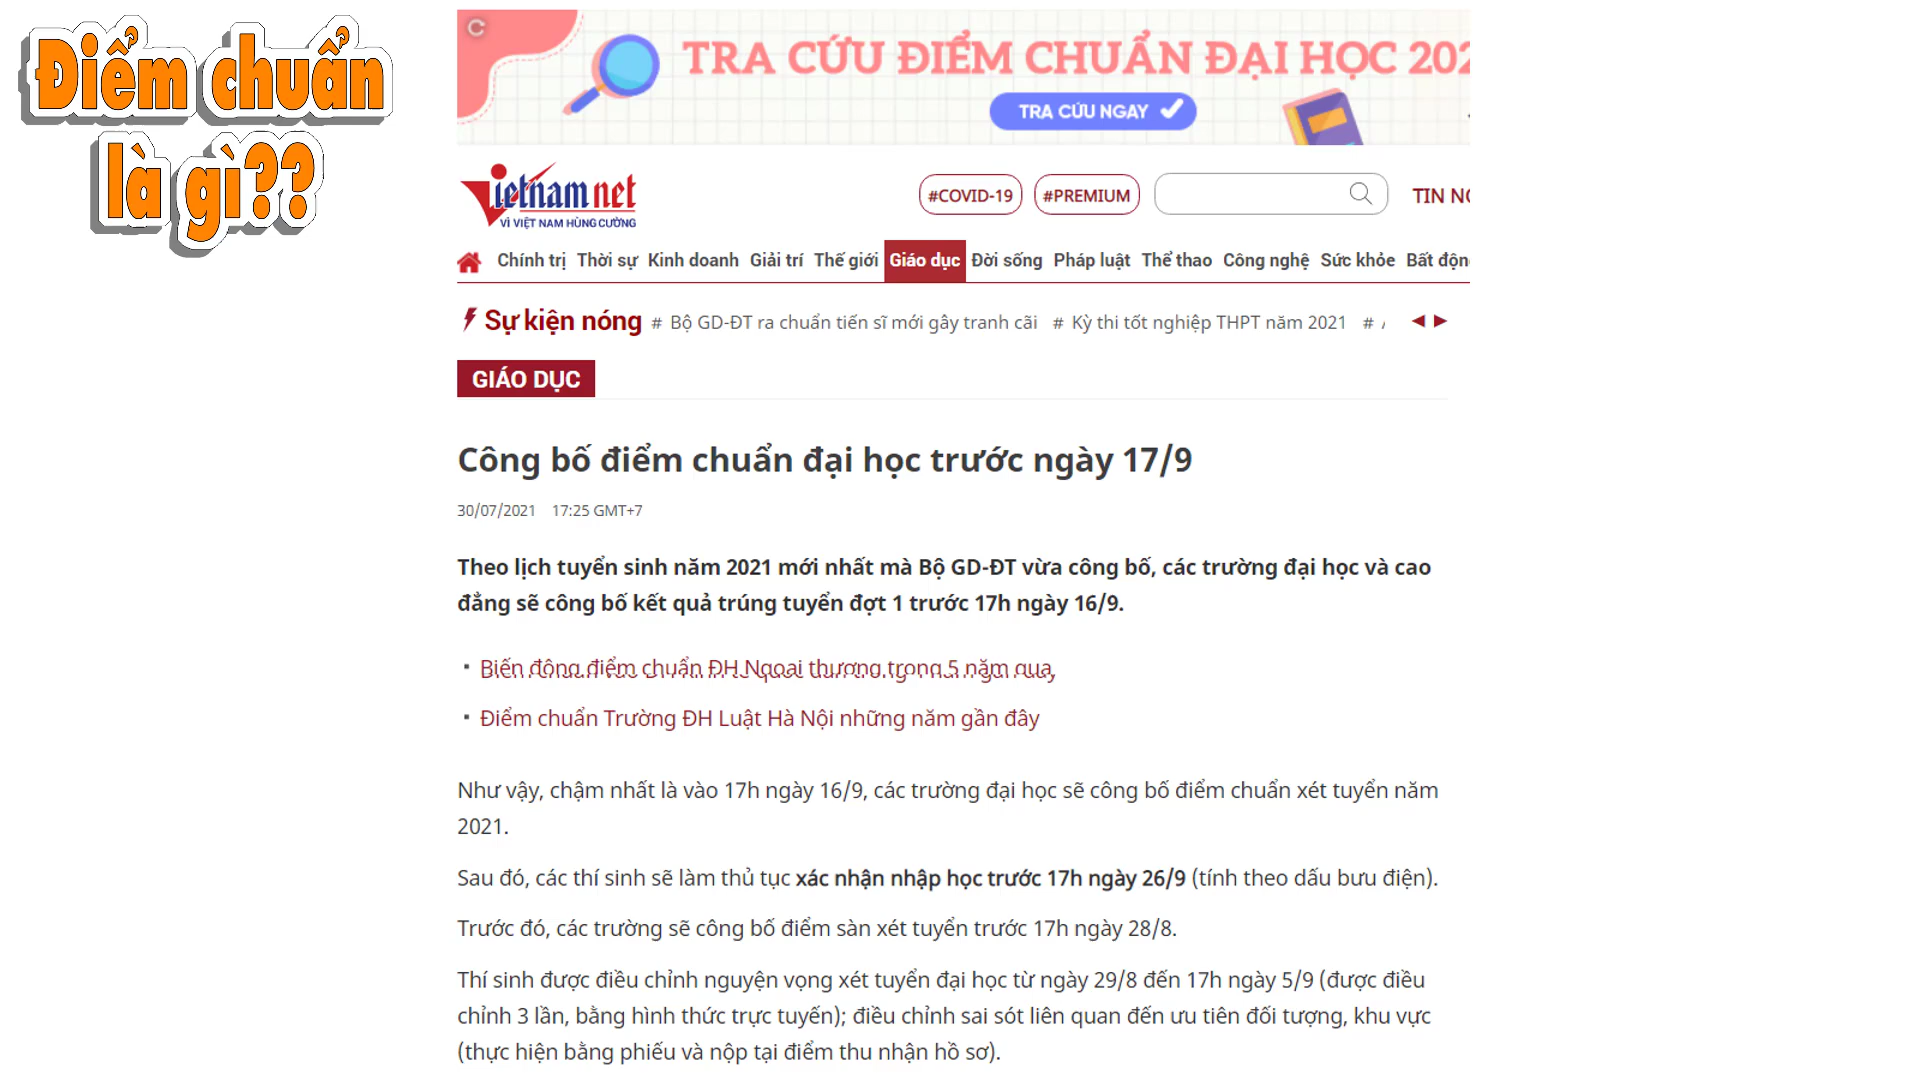 Điểm chuẩn
là gì??
TRA CỨU ĐIỂM CHUẨN ĐẠI HỌC 202
TRA CỨU NGAY
Vietnamnet
VÌ VIỆT NAM HÙNG CƯỜNG
#COVID-19 #PREMIUM TIN NÓ
Chính trị Thời sự Kinh doanh Giải trí Thế giới Giáo dục Đời sống Pháp luật Thể thao Công nghệ Sức khỏe Bất động
Sự kiện nóng # Bộ GD-ĐT ra chuẩn tiến sĩ mới gây tranh cãi # Kỳ thi tốt nghiệp THPT năm 2021 #
GIÁO DỤC
Công bố điểm chuẩn đại học trước ngày 17/9
30/07/2021 17:25 GMT+7
Theo lịch tuyển sinh năm 2021 mới nhất mà Bộ GD-ĐT vừa công bố, các trường đại học và cao
đẳng sẽ công bố kết quả trúng tuyển đợt 1 trước 17h ngày 16/9.
Biến động điểm chuẩn ĐH Ngoại thương trong 5 năm qua
Điểm chuẩn Trường ĐH Luật Hà Nội những năm gần đây
Như vậy, chậm nhất là vào 17h ngày 16/9, các trường đại học sẽ công bố điểm chuẩn xét tuyển năm
2021.
Sau đó, các thí sinh sẽ làm thủ tục xác nhận nhập học trước 17h ngày 26/9 (tính theo dấu bưu điện).
Trước đó, các trường sẽ công bố điểm sàn xét tuyển trước 17h ngày 28/8.
Thí sinh được điều chỉnh nguyện vọng xét tuyển đại học từ ngày 29/8 đến 17h ngày 5/9 (được điều
chỉnh 3 lần, bằng hình thức trực tuyến); điều chỉnh sai sót liên quan đến ưu tiên đối tượng, khu vực
(thực hiện bằng phiếu và nộp tại điểm thu nhận hồ sơ).